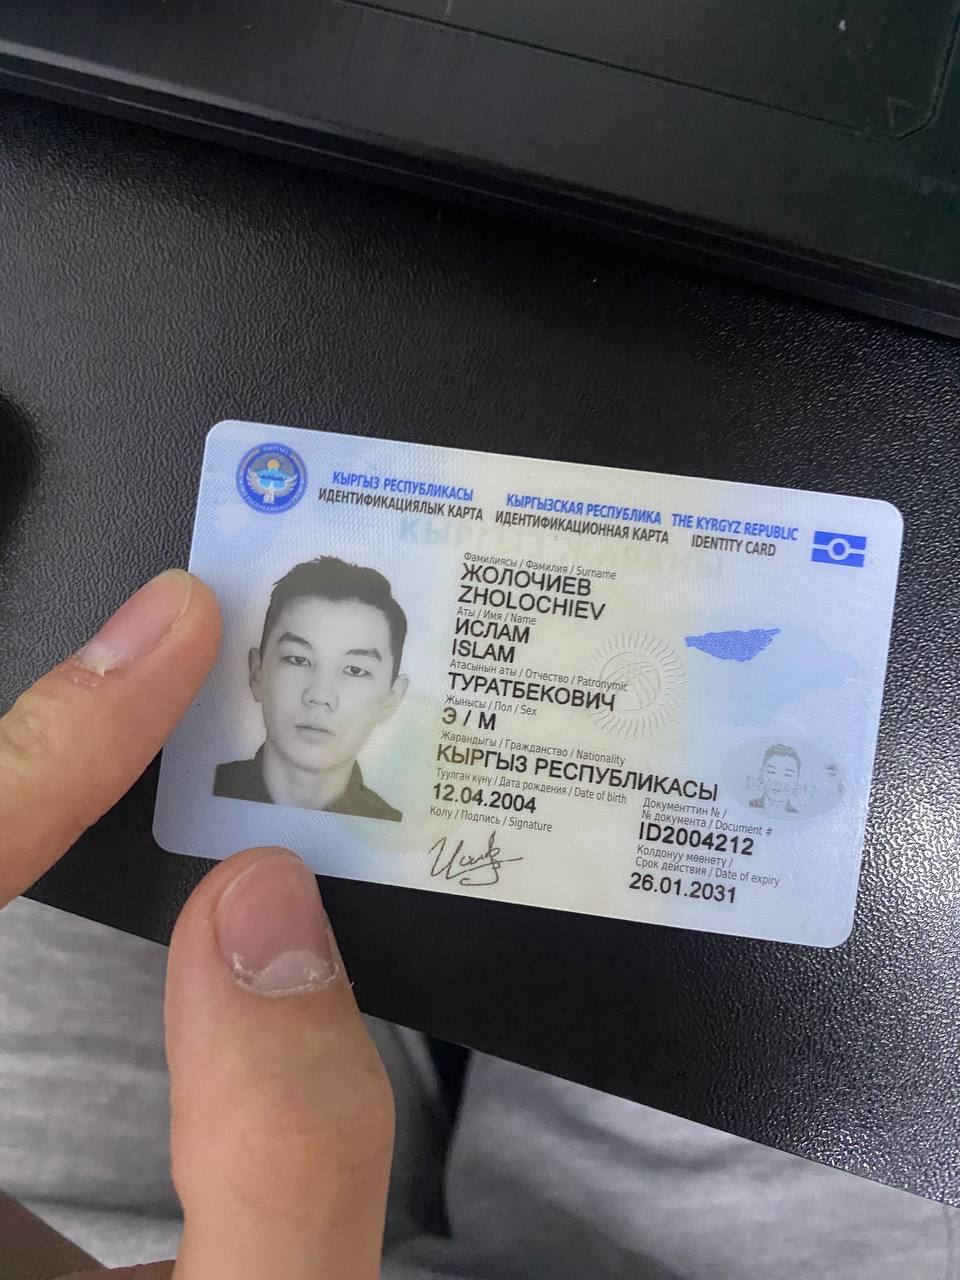 КЫРГЫЗ РЕСПУБЛИКАСЫ
ИДЕНТИФИКАЦИЯЛЫК КАРТА
КЫРГЫЗСКАЯ РЕСПУБЛИКА
ИДЕНТИФИКАЦИОННАЯ КАРТА
THE KYRGYZ REPUBLIC
IDENTITY CARD
Фамилиясы / Фамилия / Surname
ЖОЛОЧИЕВ
ZHOLOCHIEV
Аты / Имя / Name
ИСЛАМ
ISLAM
Атасынын аты / Отчество / Patronymic
ТУРАТБЕКОВИЧ
Жынысы / Пол / Sex
Э / М
Жарандыгы / Гражданство / Nationality
КЫРГЫЗ РЕСПУБЛИКАСЫ
Туулган күнү / Дата рождения / Date of birth
12.04.2004
Колу / Подпись / Signature
Документтин № /
№ документа / Document #
ID2004212
Колдонуу мөөнөтү /
Срок действия / Date of expiry
26.01.2031